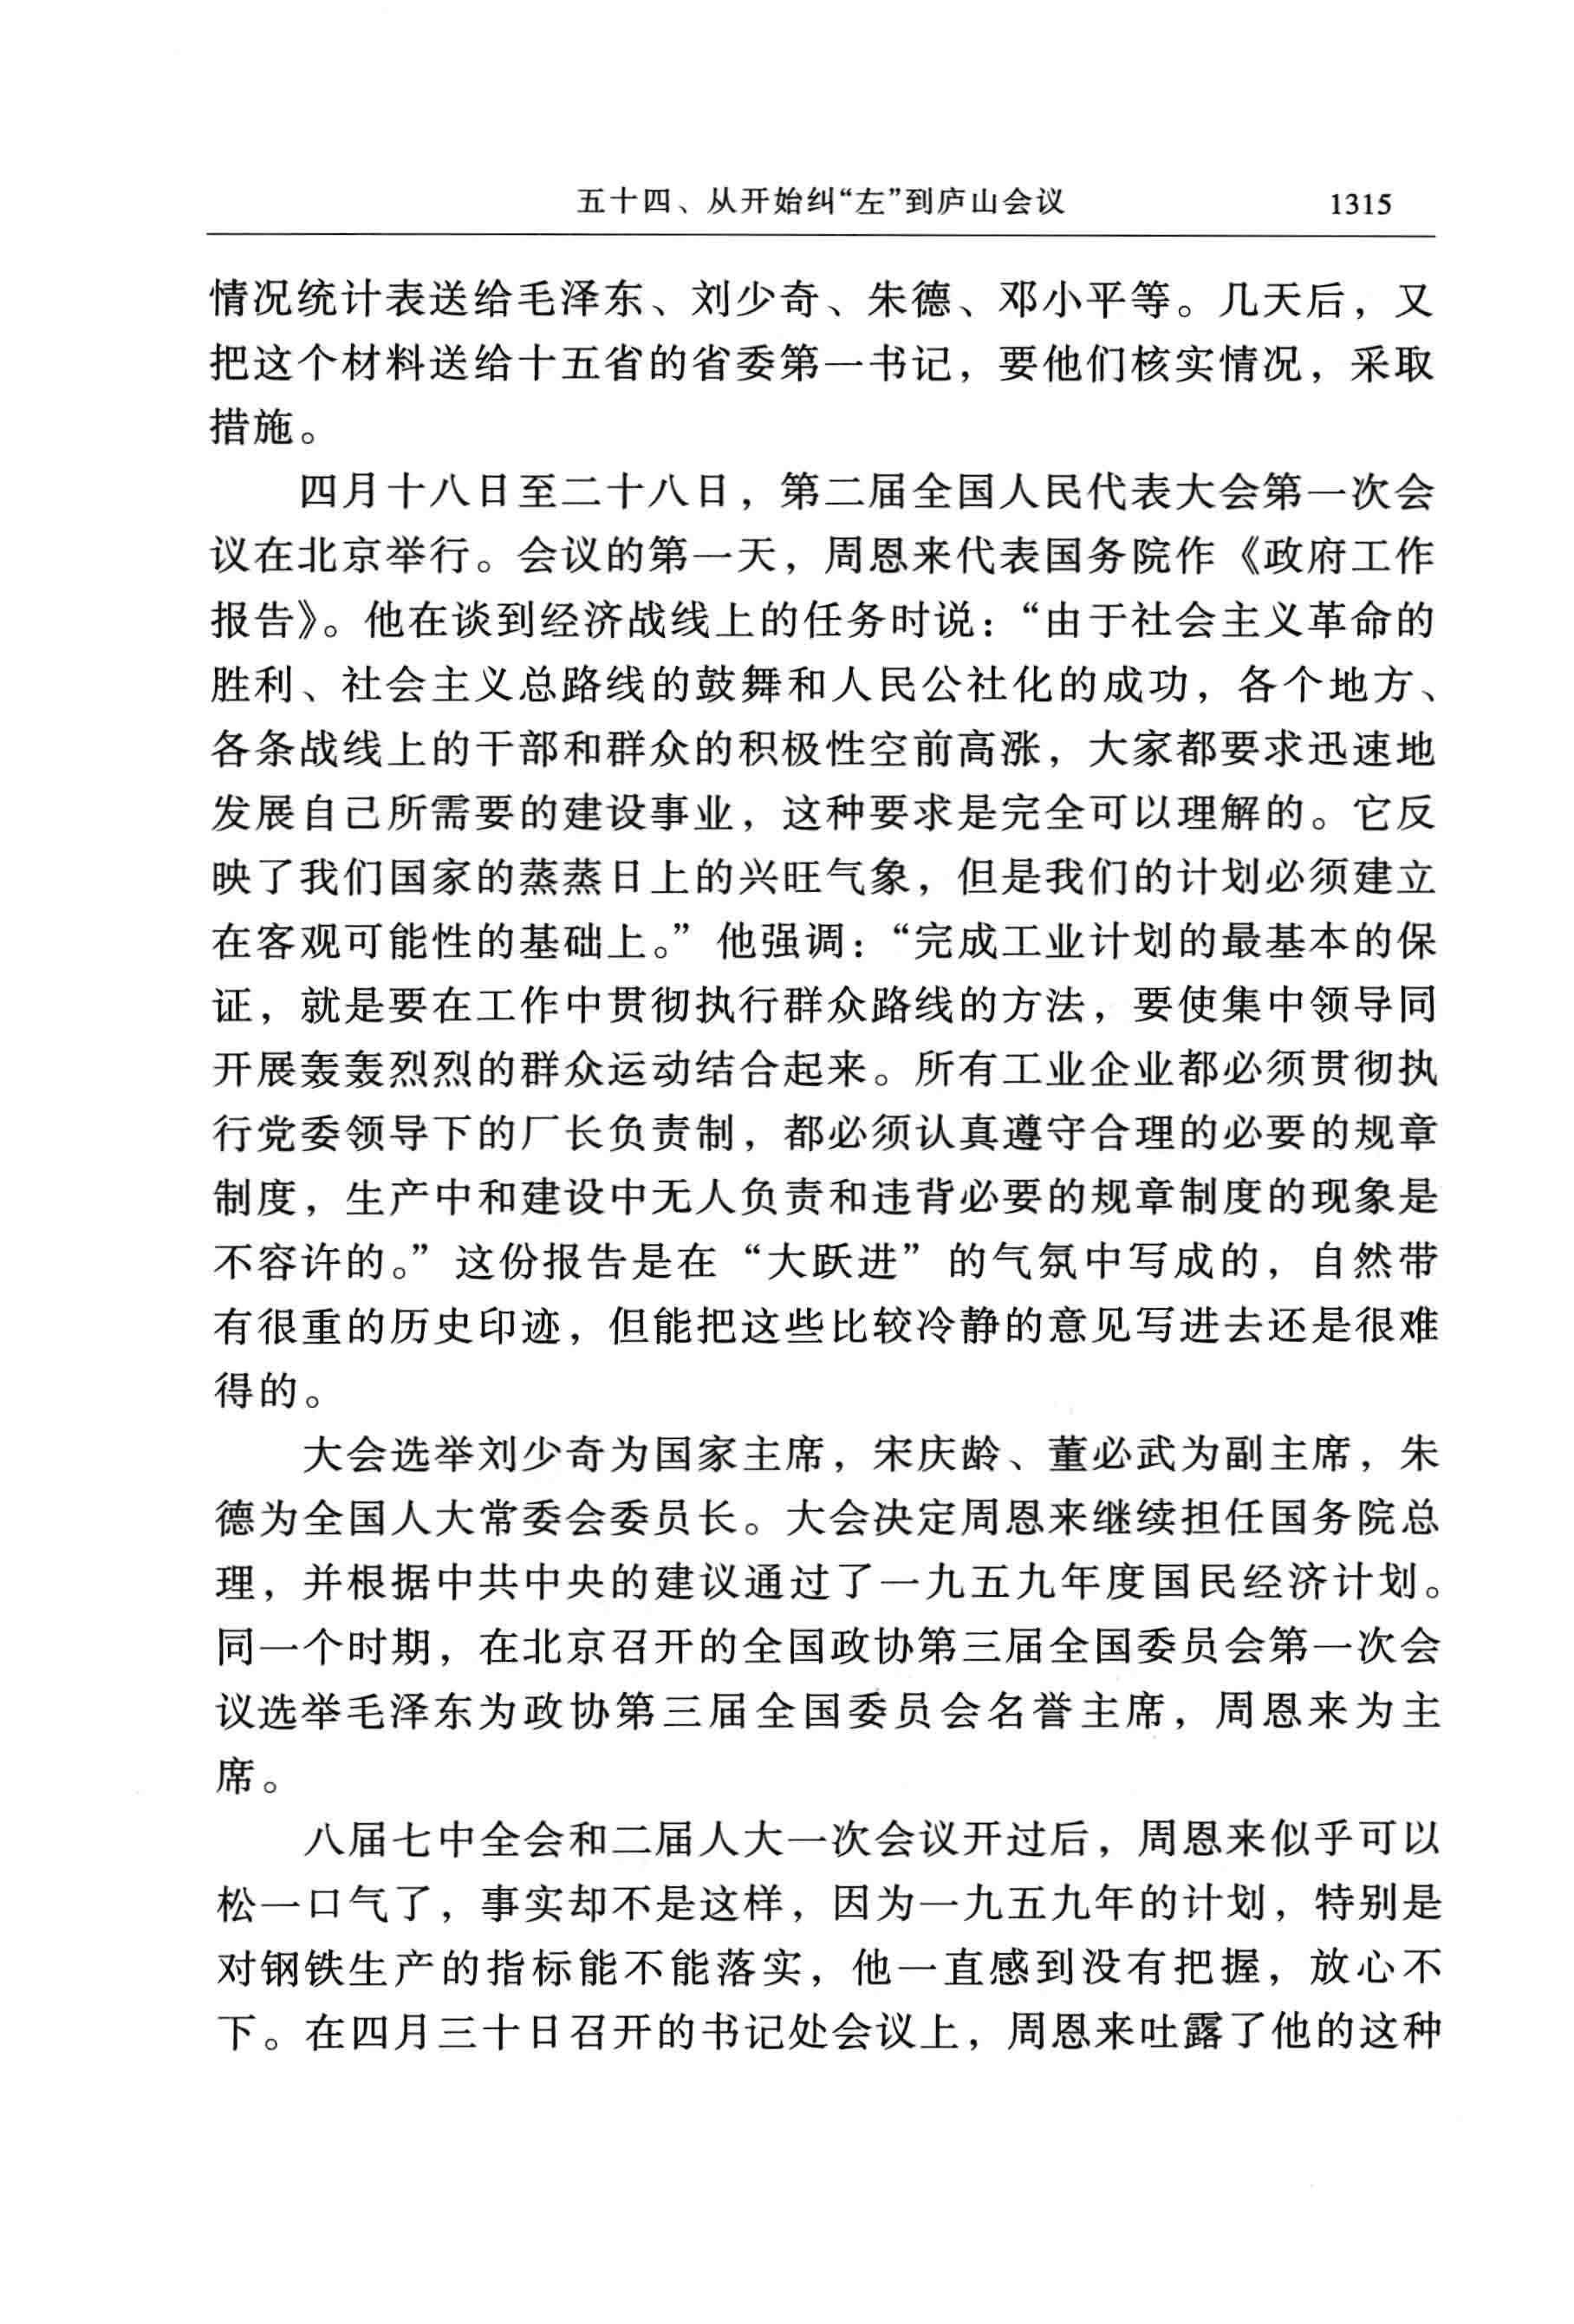 五十四、从开始纠“左”到庐山会议 1315
情况统计表送给毛泽东、刘少奇、朱德、邓小平等。几天后，又
把这个材料送给十五省的省委第一书记，要他们核实情况，采取
措施。
四月十八日至二十八日，第二届全国人民代表大会第一次会
议在北京举行。会议的第一天，周恩来代表国务院作《政府工作
报告》。他在谈到经济战线上的任务时说：“由于社会主义革命的
胜利、社会主义总路线的鼓舞和人民公社化的成功，各个地方、
各条战线上的干部和群众的积极性空前高涨，大家都要求迅速地
发展自己所需要的建设事业，这种要求是完全可以理解的。它反
映了我们国家的蒸蒸日上的兴旺气象，但是我们的计划必须建立
在客观可能性的基础上。”他强调：“完成工业计划的最基本的保
证，就是要在工作中贯彻执行群众路线的方法，要使集中领导同
开展轰轰烈烈的群众运动结合起来。所有工业企业都必须贯彻执
行党委领导下的厂长负责制，都必须认真遵守合理的必要的规章
制度，生产中和建设中无人负责和违背必要的规章制度的现象是
不容许的。”这份报告是在“大跃进”的气氛中写成的，自然带
有很重的历史印迹，但能把这些比较冷静的意见写进去还是很难
得的。
大会选举刘少奇为国家主席，宋庆龄、董必武为副主席，朱
德为全国人大常委会委员长。大会决定周恩来继续担任国务院总
理，并根据中共中央的建议通过了一九五九年度国民经济计划。
同一个时期，在北京召开的全国政协第三届全国委员会第一次会
议选举毛泽东为政协第三届全国委员会名誉主席，周恩来为主
席。
八届七中全会和二届人大一次会议开过后，周恩来似乎可以
松一口气了，事实却不是这样，因为一九五九年的计划，特别是
对钢铁生产的指标能不能落实，他一直感到没有把握，放心不
下。在四月三十日召开的书记处会议上，周恩来吐露了他的这种